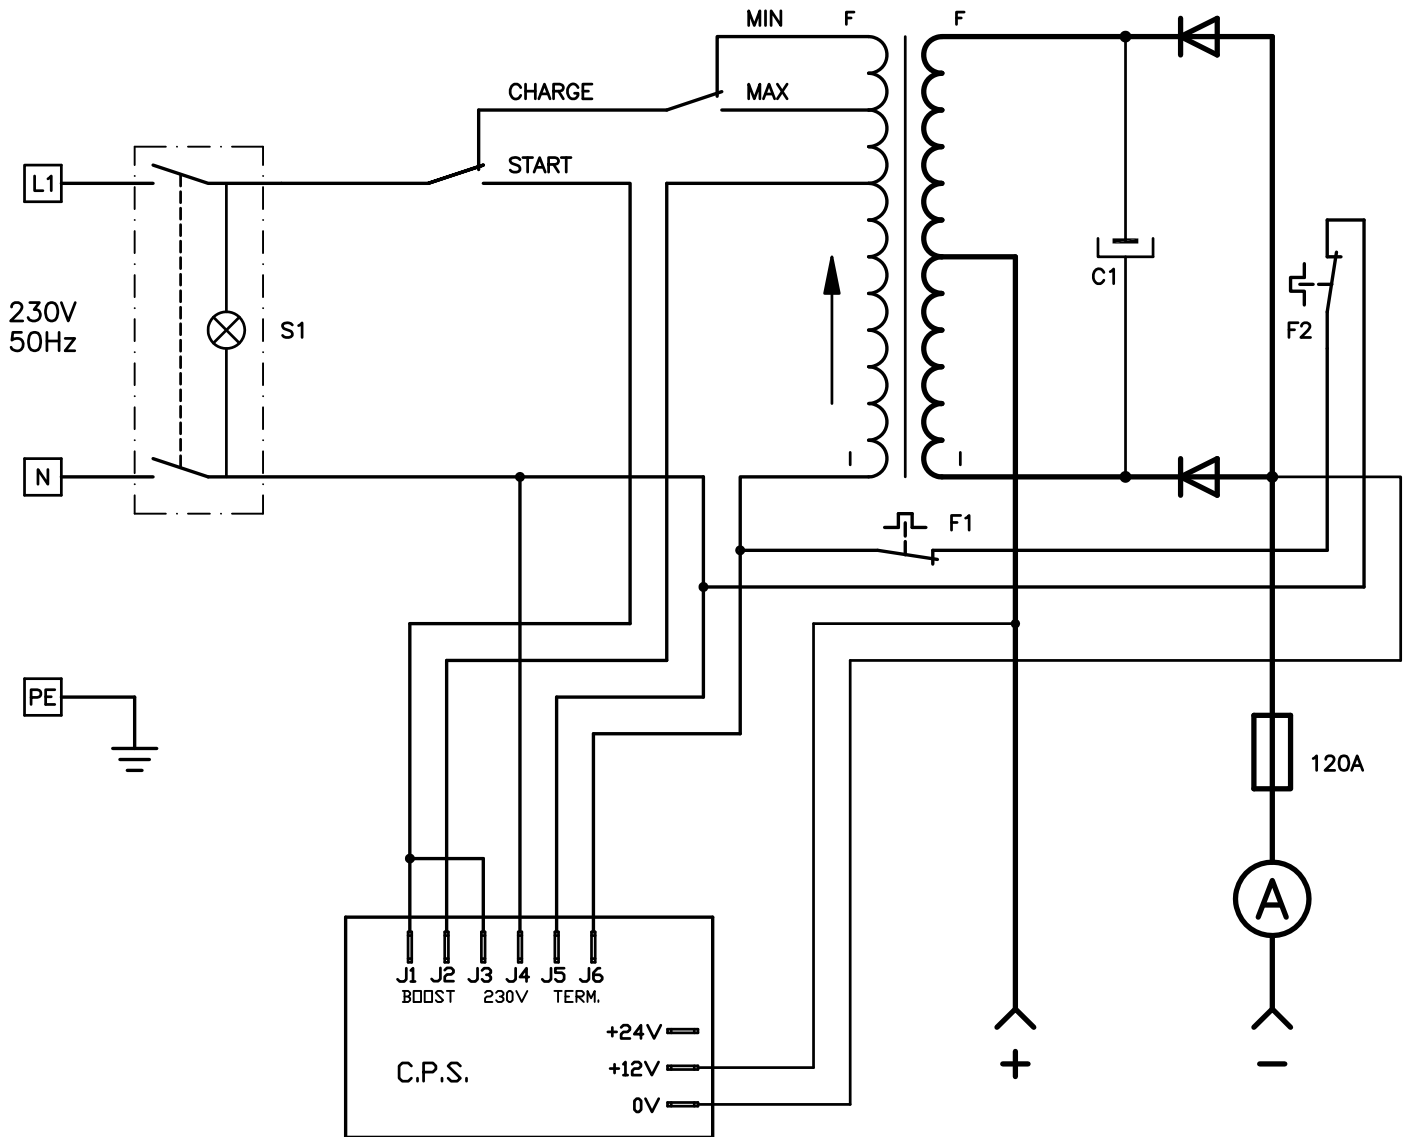 MIN F F
CHARGE MAX
START
L1
230V
50Hz
S1
C1
F2
N
I I
F1
PE
120A
A
J1 J2 J3 J4 J5 J6
BOOST 230V TERM.
+24V
+12V
C.P.S.
0V
+ −